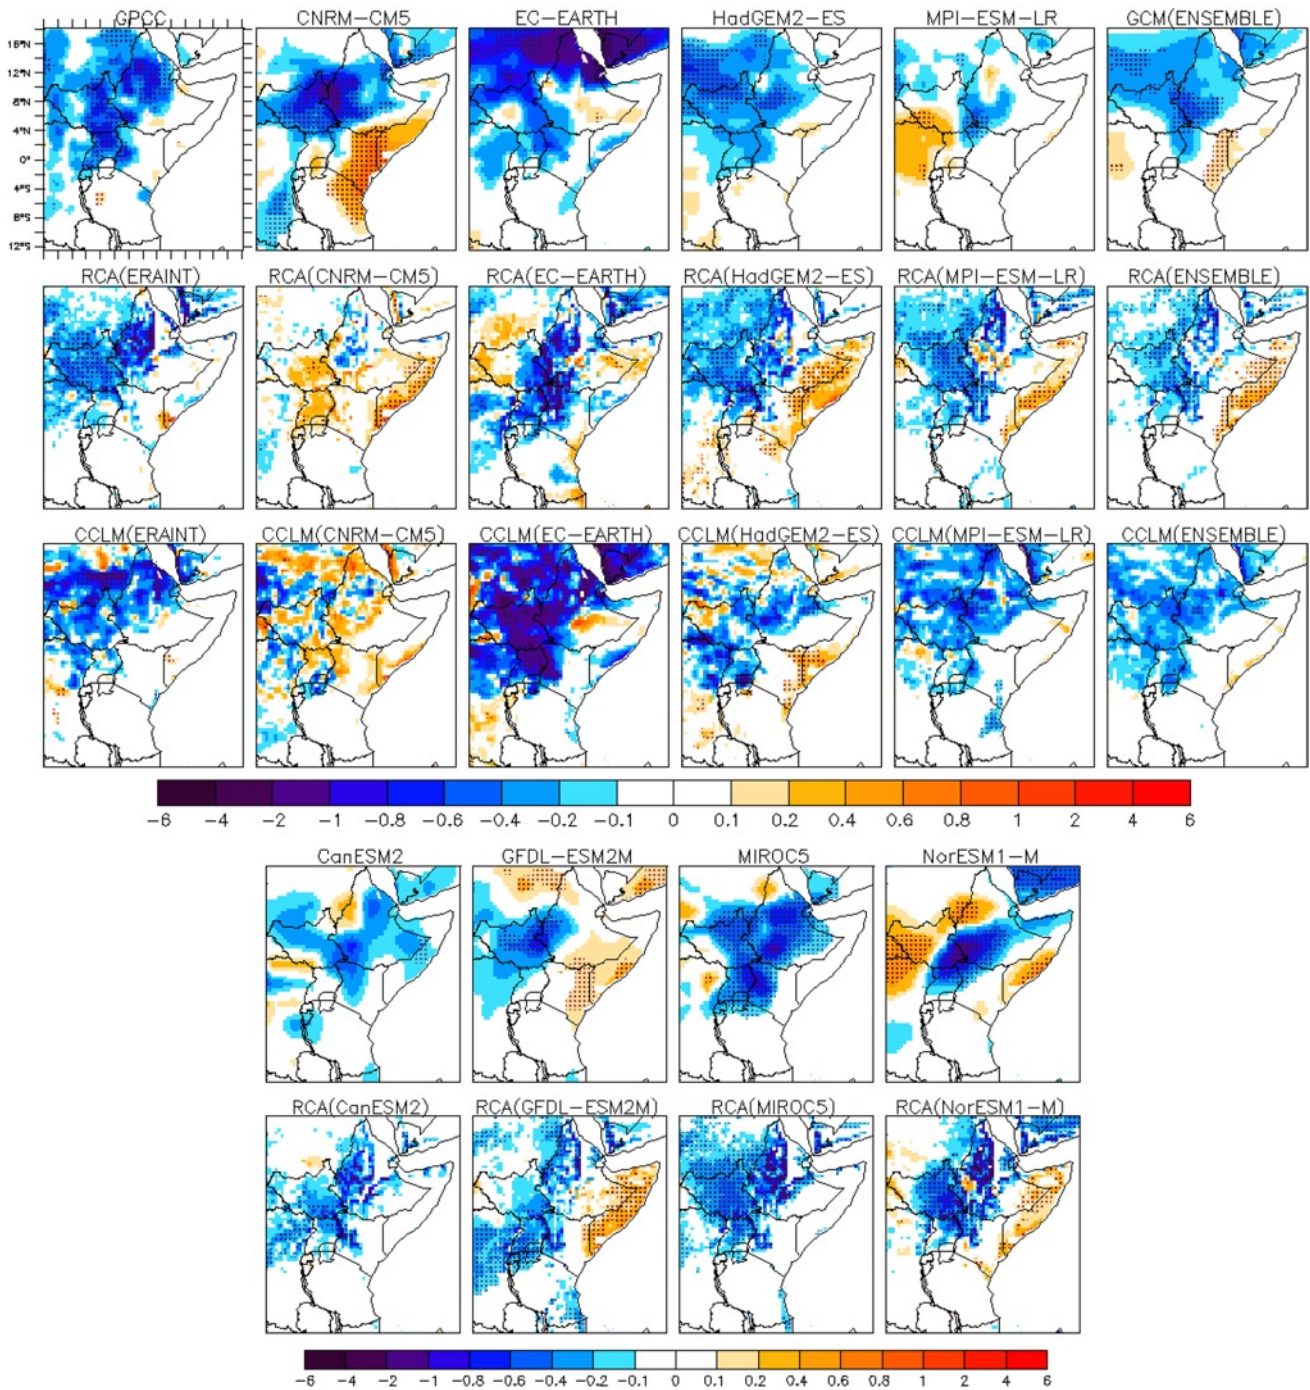 GPCC CNRM-CM5 EC-EARTH HadGEM2-ES MPI-ESM-LR GCM(ENSEMBLE)
16°N
12°N
8°N
4°N
0°
4°S
8°S
12°S
RCA(ERAINT) RCA(CNRM-CM5) RCA(EC-EARTH) RCA(HadGEM2-ES) RCA(MPI-ESM-LR) RCA(ENSEMBLE)
CCLM(ERAINT) CCLM(CNRM-CM5) CCLM(EC-EARTH) CCLM(HadGEM2-ES) CCLM(MPI-ESM-LR) CCLM(ENSEMBLE)
-6 -4 -2 -1 -0.8 -0.6 -0.4 -0.2 -0.1 0 0.1 0.2 0.4 0.6 0.8 1 2 4 6
CanESM2 GFDL-ESM2M MIROC5 NorESM1-M
RCA(CanESM2) RCA(GFDL-ESM2M) RCA(MIROC5) RCA(NorESM1-M)
-6 -4 -2 -1 -0.8 -0.6 -0.4 -0.2 -0.1 0 0.1 0.2 0.4 0.6 0.8 1 2 4 6